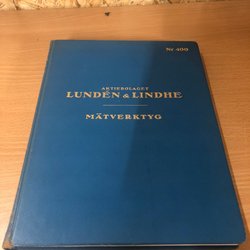 Nr 400
AKTIEBOLAGET
LUNDÉN & LINDHE
MÄTVERKTYG